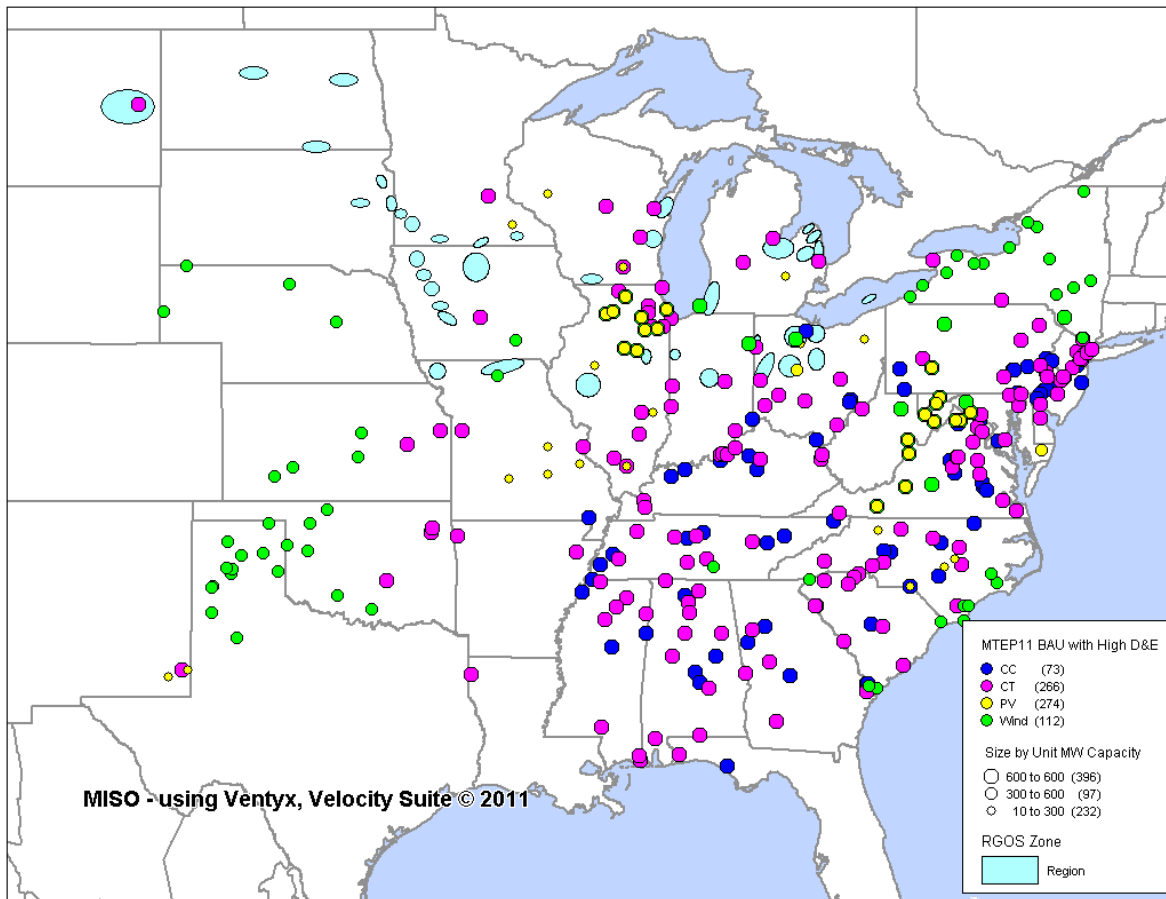 MTEP11 BAU with High D&E
CC (73)
CT (266)
PV (274)
Wind (112)
Size by Unit MW Capacity
600 to 600 (396)
300 to 600 (97)
10 to 300 (232)
RGOS Zone
Region
MISO - using Ventyx, Velocity Suite © 2011